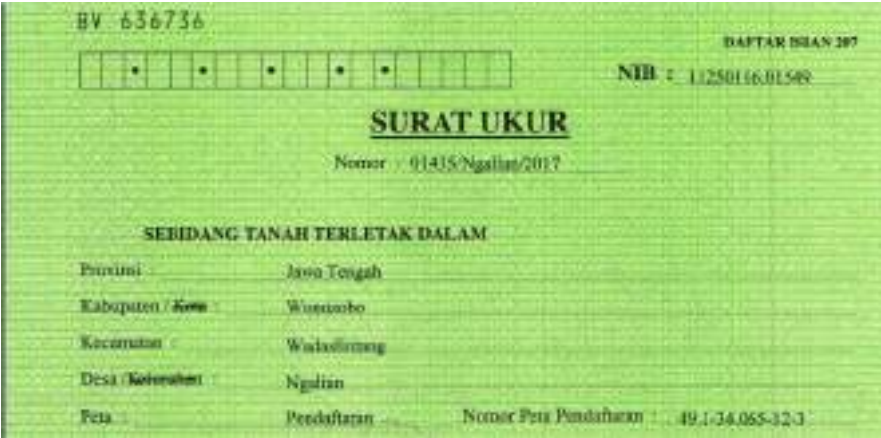 BV 636736
DAFTAR ISIAN 207
NIB : 11250116.01549
SURAT UKUR
Nomor : 01435/Ngalian/2017
SEBIDANG TANAH TERLETAK DALAM
Provinsi : Jawa Tengah
Kabupaten / Kota : Wonosobo
Kecamatan : Wadaslintang
Desa / Kelurahan : Ngalian
Peta : Pendaftaran Nomor Peta Pendaftaran : 49.1-34.065-12-3